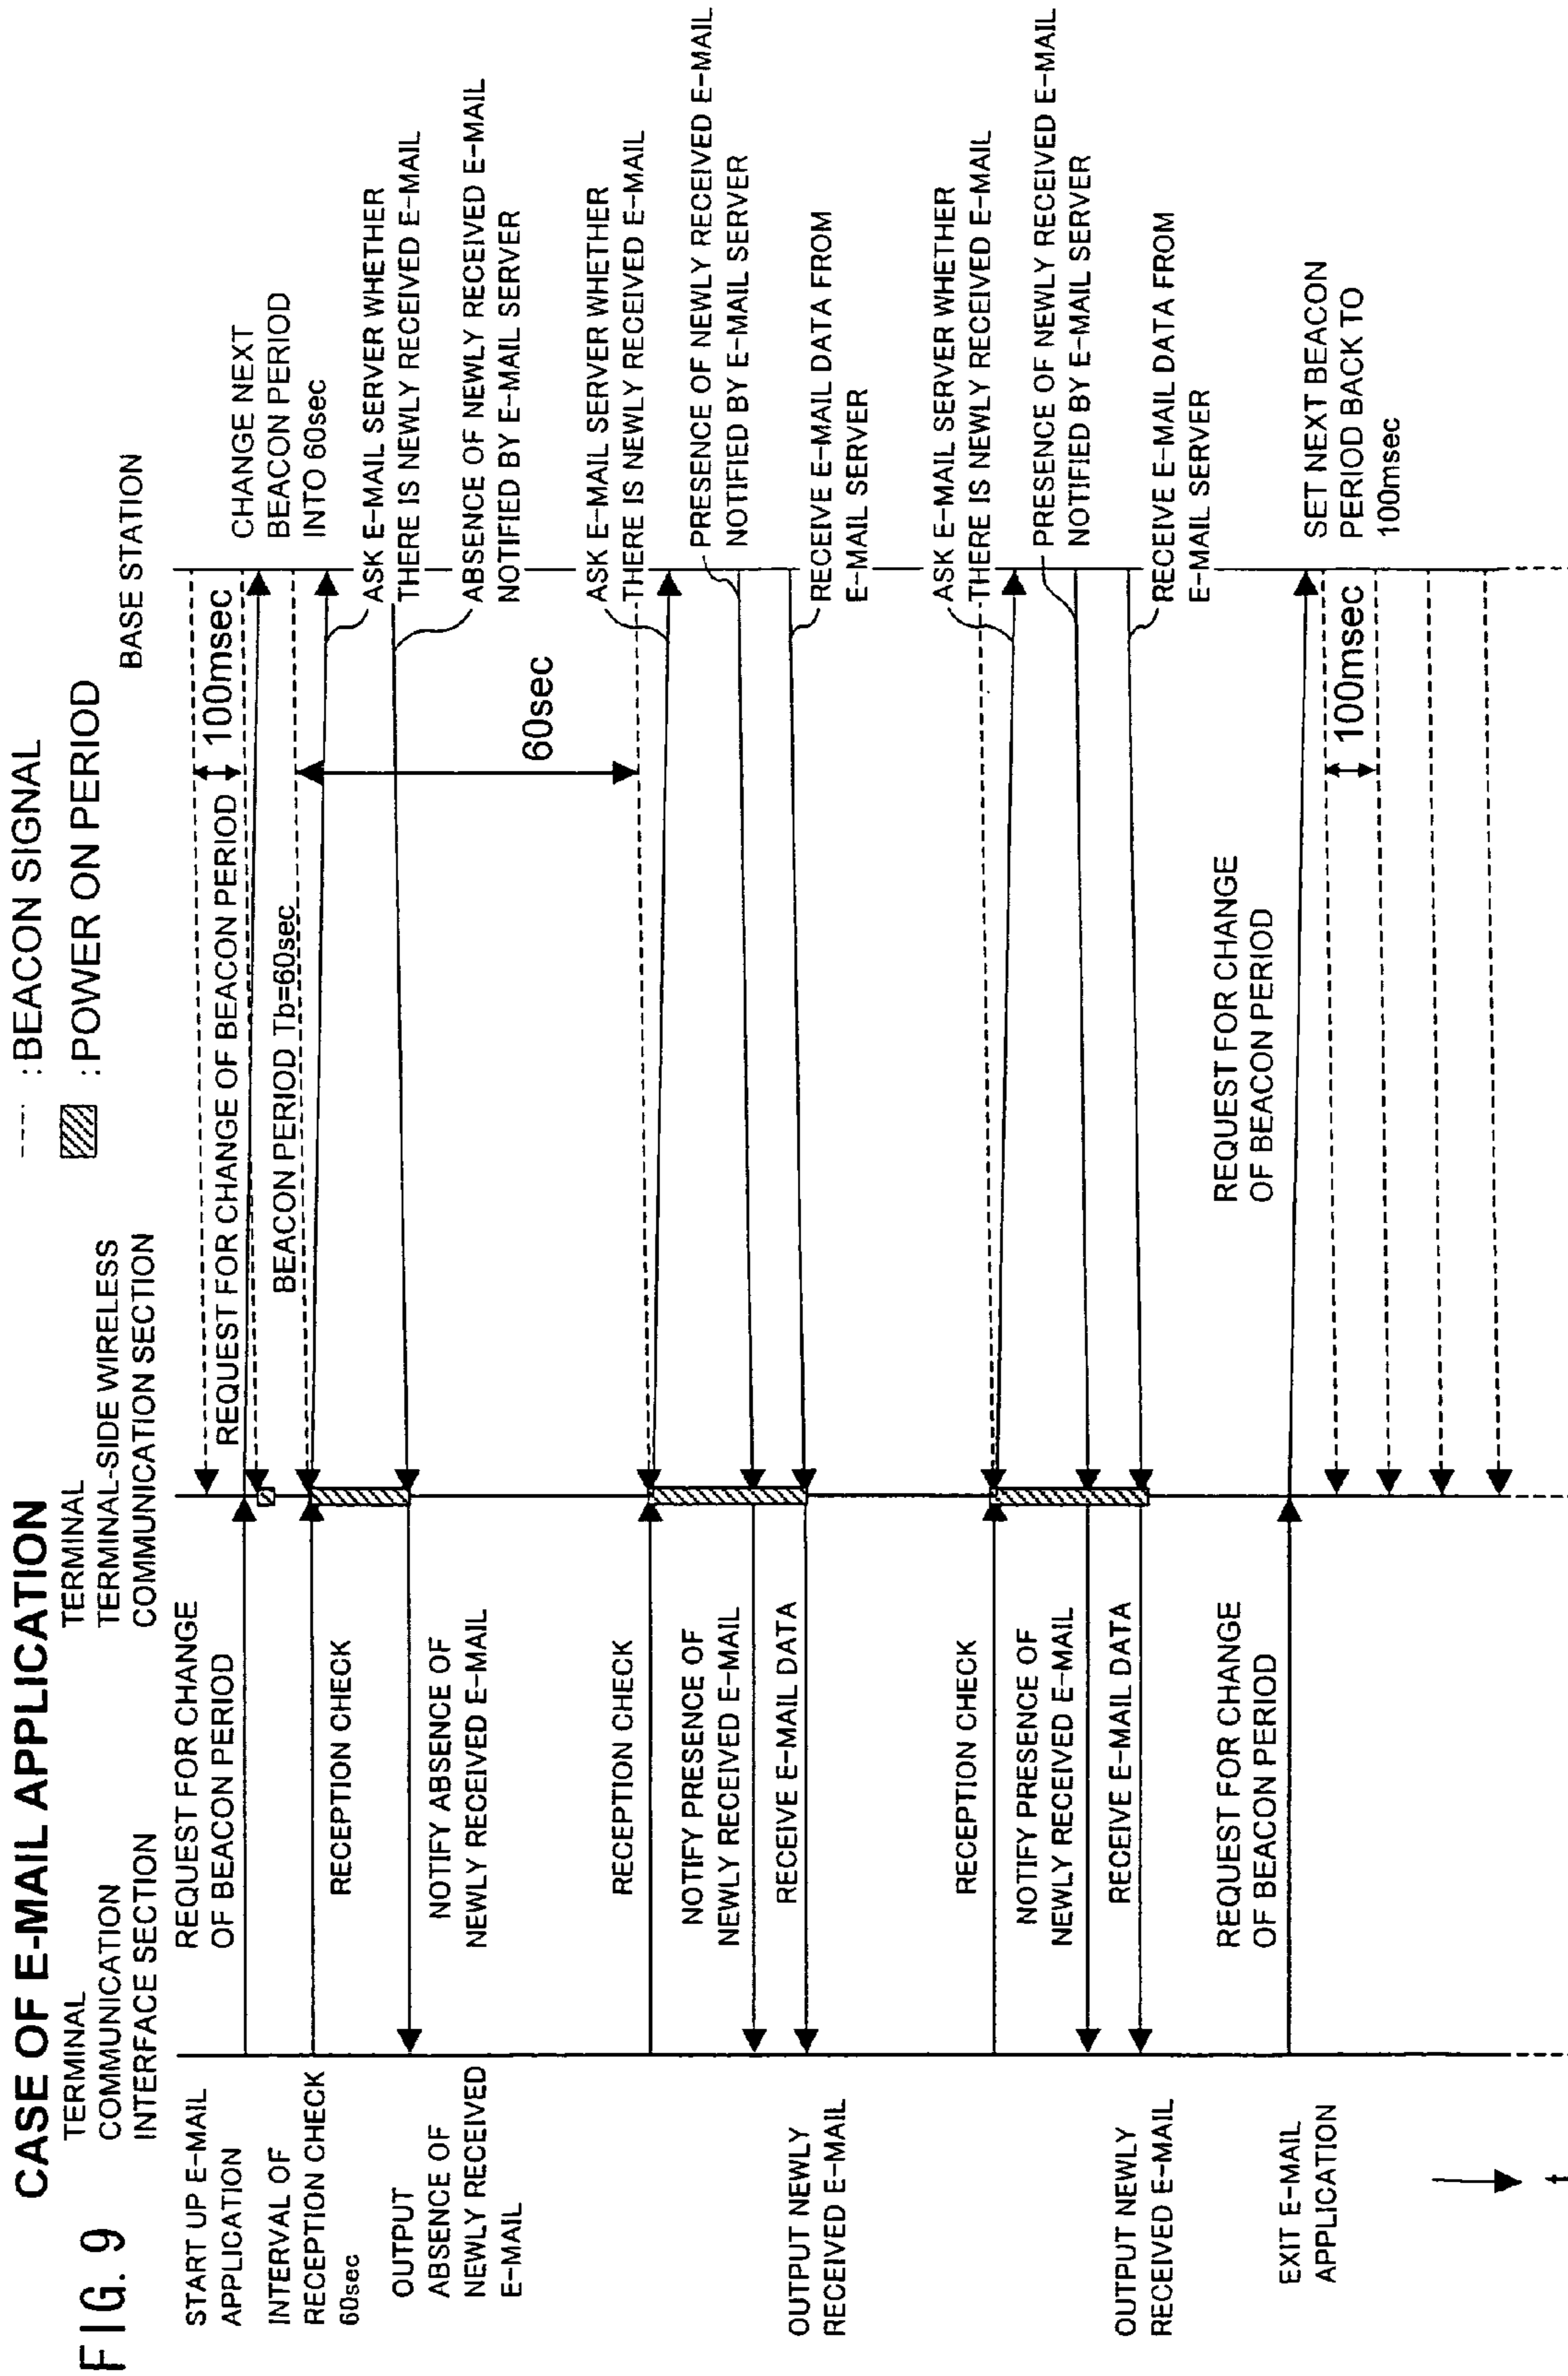 FIG. 9
CASE OF E-MAIL APPLICATION
---- : BEACON SIGNAL
: POWER ON PERIOD
TERMINAL
COMMUNICATION
INTERFACE SECTION
TERMINAL
TERMINAL-SIDE WIRELESS
COMMUNICATION SECTION
BASE STATION
START UP E-MAIL
APPLICATION
REQUEST FOR CHANGE
OF BEACON PERIOD
REQUEST FOR CHANGE OF BEACON PERIOD
100msec
CHANGE NEXT
BEACON PERIOD
INTO 60sec
INTERVAL OF
RECEPTION CHECK
60sec
RECEPTION CHECK
BEACON PERIOD Tb=60sec
ASK E-MAIL SERVER WHETHER
THERE IS NEWLY RECEIVED E-MAIL
OUTPUT
ABSENCE OF
NEWLY RECEIVED
E-MAIL
NOTIFY ABSENCE OF
NEWLY RECEIVED E-MAIL
ABSENCE OF NEWLY RECEIVED E-MAIL
NOTIFIED BY E-MAIL SERVER
60sec
RECEPTION CHECK
ASK E-MAIL SERVER WHETHER
THERE IS NEWLY RECEIVED E-MAIL
NOTIFY PRESENCE OF
NEWLY RECEIVED E-MAIL
PRESENCE OF NEWLY RECEIVED E-MAIL
NOTIFIED BY E-MAIL SERVER
OUTPUT NEWLY
RECEIVED E-MAIL
RECEIVE E-MAIL DATA
RECEIVE E-MAIL DATA FROM
E-MAIL SERVER
RECEPTION CHECK
ASK E-MAIL SERVER WHETHER
THERE IS NEWLY RECEIVED E-MAIL
NOTIFY PRESENCE OF
NEWLY RECEIVED E-MAIL
PRESENCE OF NEWLY RECEIVED E-MAIL
NOTIFIED BY E-MAIL SERVER
OUTPUT NEWLY
RECEIVED E-MAIL
RECEIVE E-MAIL DATA
RECEIVE E-MAIL DATA FROM
E-MAIL SERVER
EXIT E-MAIL
APPLICATION
REQUEST FOR CHANGE
OF BEACON PERIOD
REQUEST FOR CHANGE
OF BEACON PERIOD
SET NEXT BEACON
PERIOD BACK TO
100msec
100msec
t